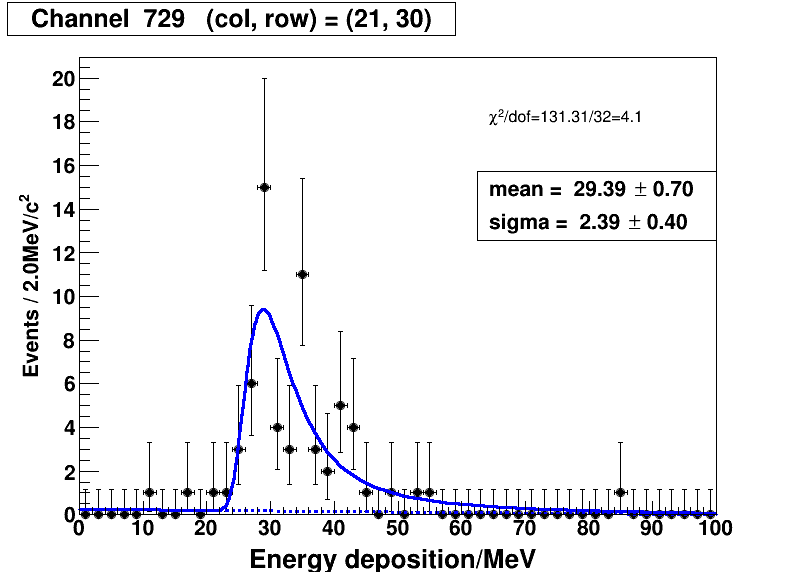 Channel 729 (col, row) = (21, 30)
χ²/dof=131.31/32=4.1
mean = 29.39 ± 0.70
sigma = 2.39 ± 0.40
Events / 2.0MeV/c²
20
18
16
14
12
10
8
6
4
2
0
0 10 20 30 40 50 60 70 80 90 100
Energy deposition/MeV